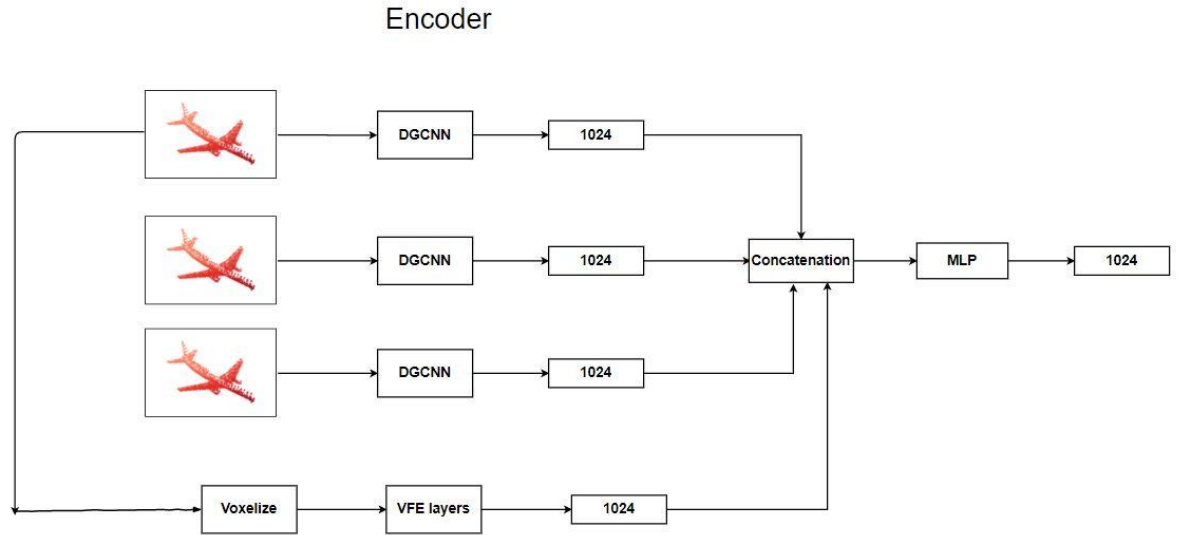 Encoder
DGCNN
1024
DGCNN
1024
Concatenation
MLP
1024
DGCNN
1024
Voxelize
VFE layers
1024